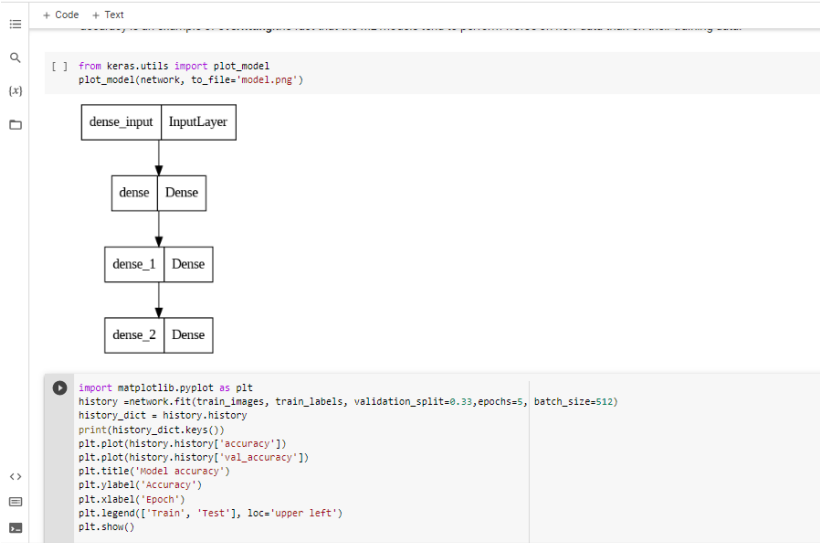 + Code + Text
[ ] from keras.utils import plot_model
plot_model(network, to_file='model.png')
dense_input InputLayer
dense Dense
dense_1 Dense
dense_2 Dense
import matplotlib.pyplot as plt
history =network.fit(train_images, train_labels, validation_split=0.33,epochs=5, batch_size=512)
history_dict = history.history
print(history_dict.keys())
plt.plot(history.history['accuracy'])
plt.plot(history.history['val_accuracy'])
plt.title('Model accuracy')
plt.ylabel('Accuracy')
plt.xlabel('Epoch')
plt.legend(['Train', 'Test'], loc='upper left')
plt.show()